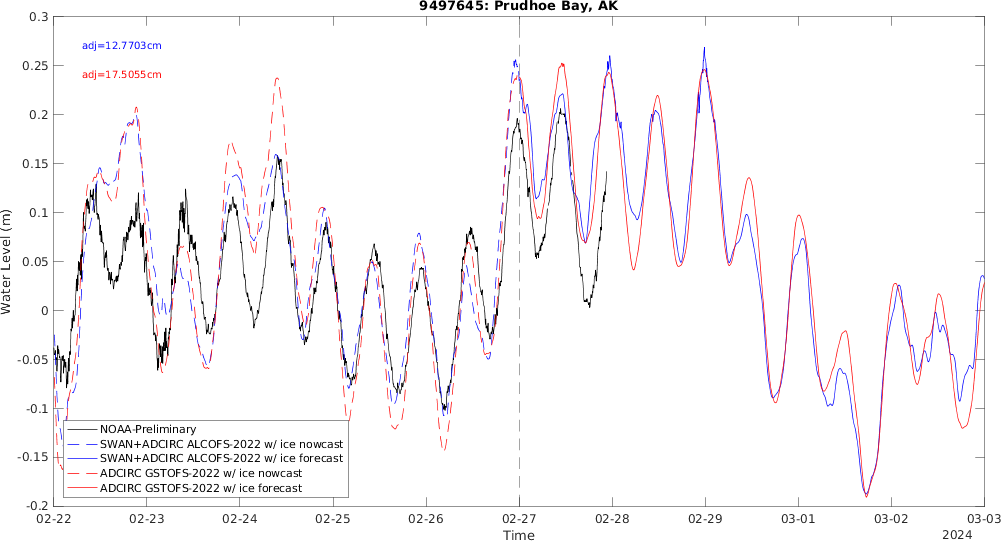 9497645: Prudhoe Bay, AK
0.3
0.25
0.2
0.15
0.1
0.05
0
-0.05
-0.1
-0.15
-0.2
Water Level (m)
adj=12.7703cm
adj=17.5055cm
NOAA-Preliminary
SWAN+ADCIRC ALCOFS-2022 w/ ice nowcast
SWAN+ADCIRC ALCOFS-2022 w/ ice forecast
ADCIRC GSTOFS-2022 w/ ice nowcast
ADCIRC GSTOFS-2022 w/ ice forecast
02-22 02-23 02-24 02-25 02-26 02-27 02-28 02-29 03-01 03-02 03-03
Time
2024